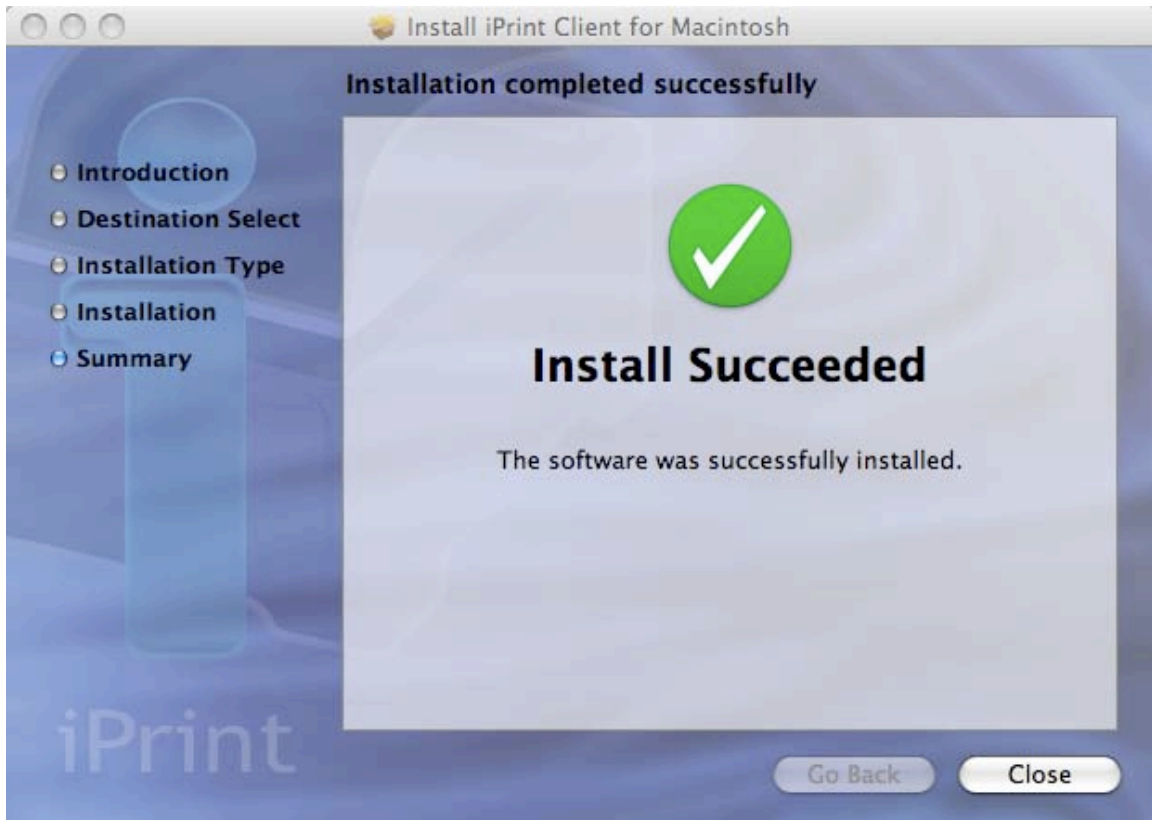 Install iPrint Client for Macintosh
Installation completed successfully
Introduction
Destination Select
Installation Type
Installation
Summary
Install Succeeded
The software was successfully installed.
iPrint
Go Back
Close